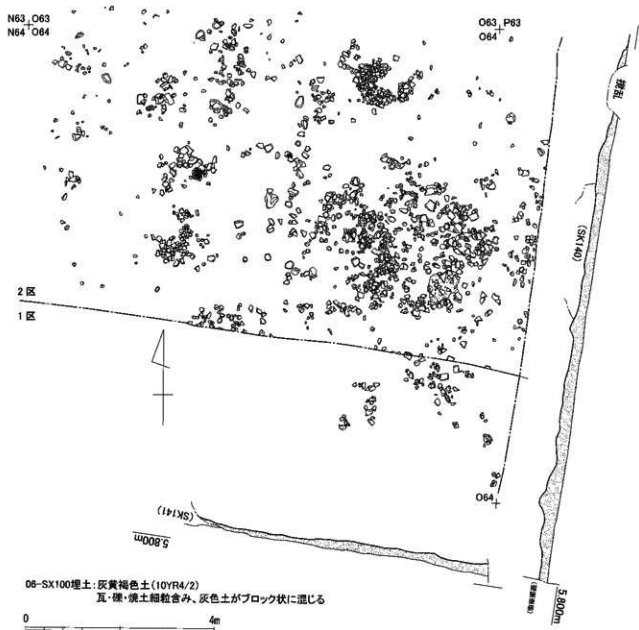 N63 O63
N64 O64
O63 P63
O64
攪乱
(SK140)
2区
1区
O64
(SK141)
5.800m
5.800m
06-SX100埋土:灰黄褐色土(10YR4/2)
瓦・礫・焼土細粒含み、灰色土がブロック状に混じる
0 4m